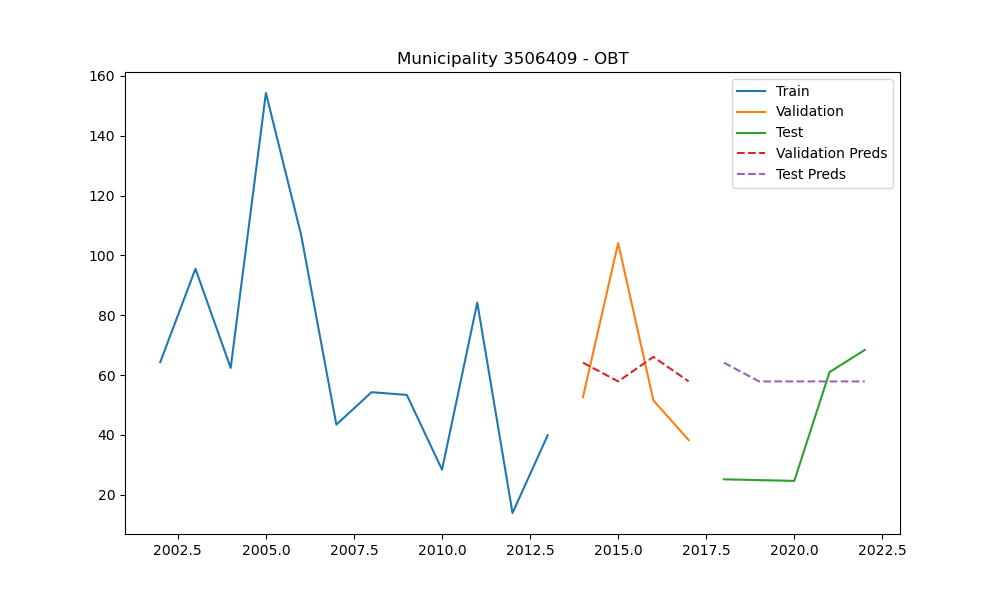 Municipality 3506409 - OBT
160
140
120
100
80
60
40
20
Train
Validation
Test
Validation Preds
Test Preds
2002.5 2005.0 2007.5 2010.0 2012.5 2015.0 2017.5 2020.0 2022.5